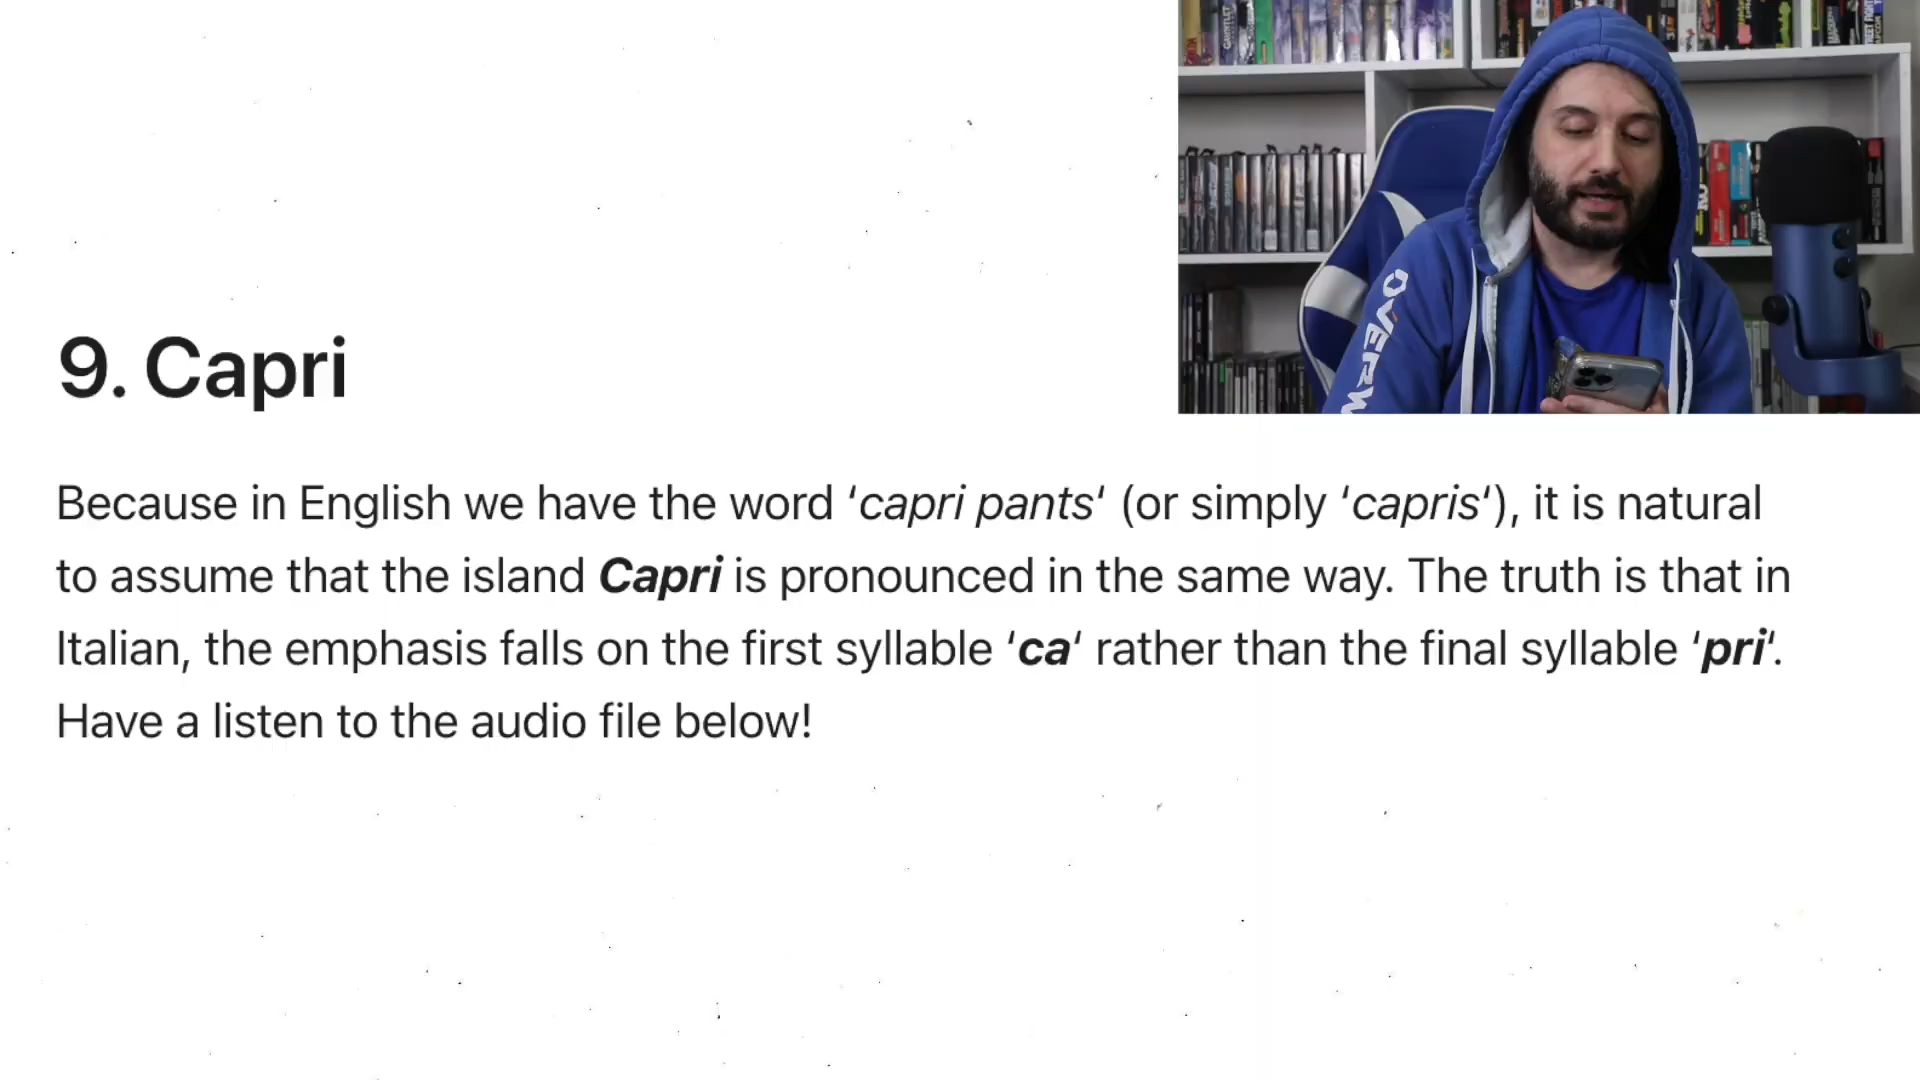 9. Capri
Because in English we have the word ‘capri pants‘ (or simply ‘capris‘), it is natural
to assume that the island Capri is pronounced in the same way. The truth is that in
Italian, the emphasis falls on the first syllable ‘ca‘ rather than the final syllable ‘pri‘.
Have a listen to the audio file below!
OVERW